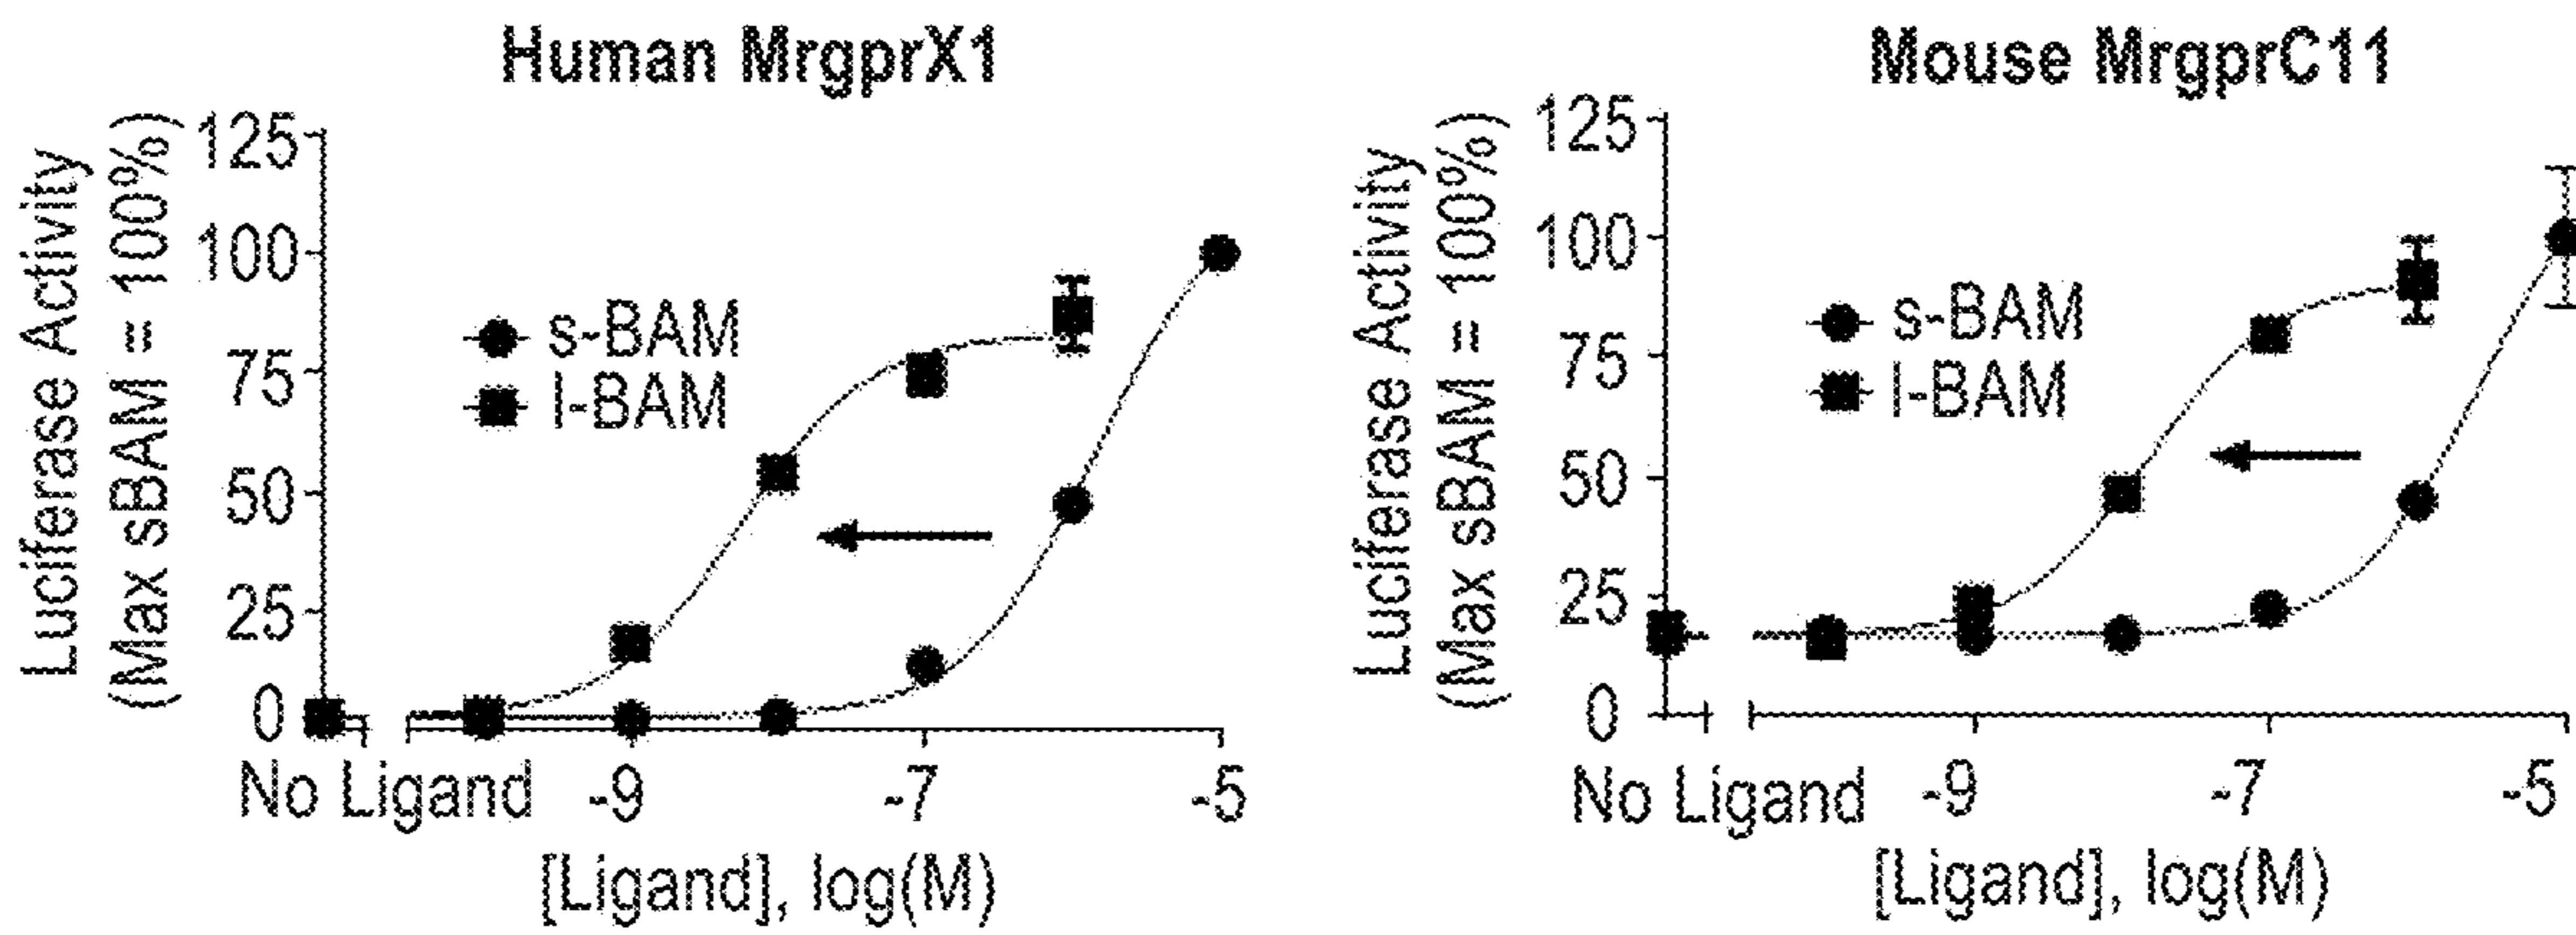 Human MrgprX1
Luciferase Activity
(Max sBAM = 100%)
125
100
75
50
25
0
s-BAM
l-BAM
No Ligand -9 -7 -5
[Ligand], log(M)
Mouse MrgprC11
Luciferase Activity
(Max sBAM = 100%)
125
100
75
50
25
0
s-BAM
l-BAM
No Ligand -9 -7 -5
[Ligand], log(M)